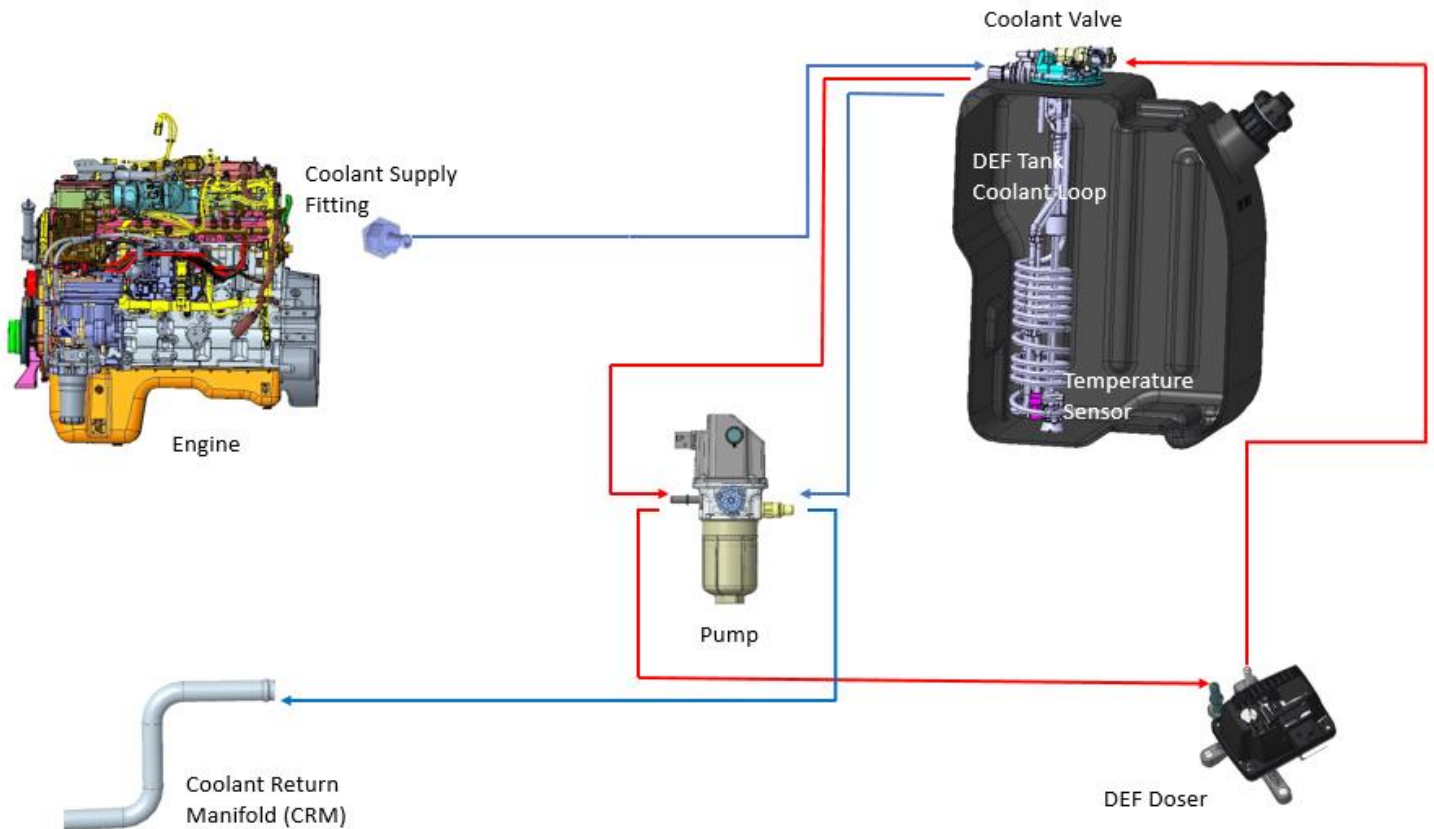 Coolant Valve
Coolant Supply
Fitting
DEF Tank
Coolant Loop
Temperature
Sensor
Engine
Pump
Coolant Return
Manifold (CRM)
DEF Doser